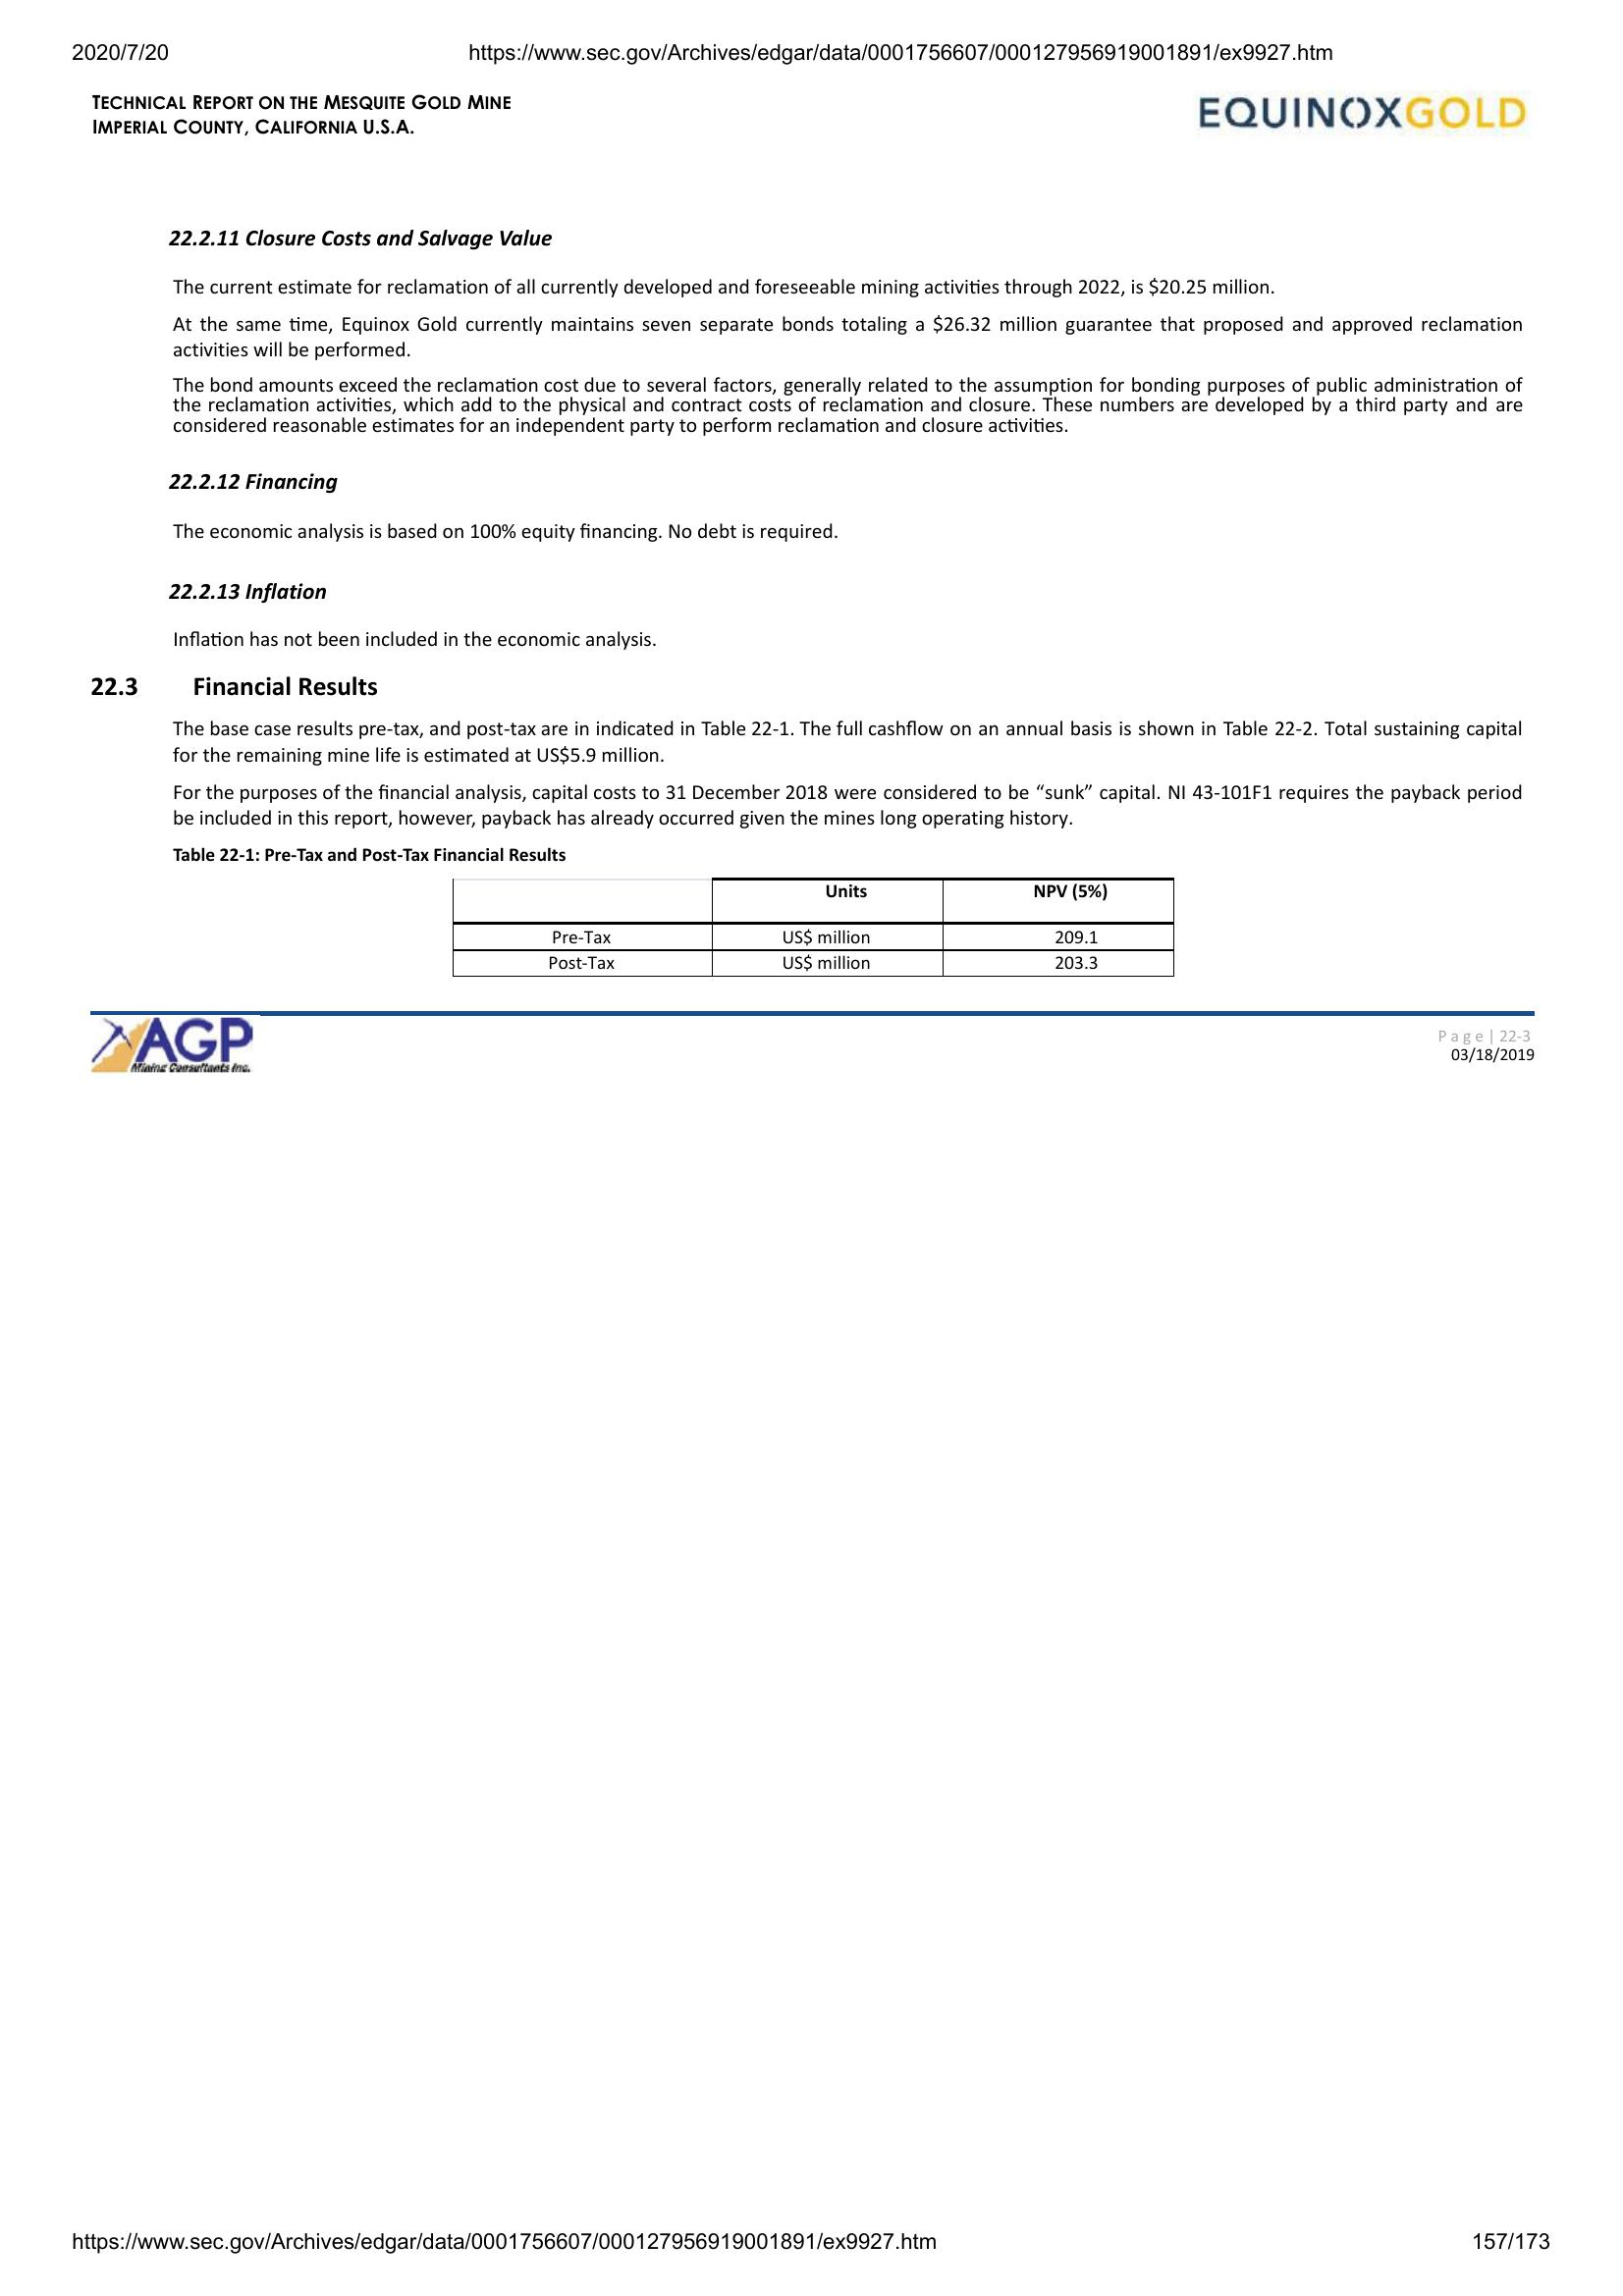 2020/7/20
https://www.sec.gov/Archives/edgar/data/0001756607/000127956919001891/ex9927.htm
TECHNICAL REPORT ON THE MESQUITE GOLD MINE
IMPERIAL COUNTY, CALIFORNIA U.S.A.
EQUINOXGOLD
22.2.11 Closure Costs and Salvage Value
The current estimate for reclamation of all currently developed and foreseeable mining activities through 2022, is $20.25 million.
At the same time, Equinox Gold currently maintains seven separate bonds totaling a $26.32 million guarantee that proposed and approved reclamation
activities will be performed.
The bond amounts exceed the reclamation cost due to several factors, generally related to the assumption for bonding purposes of public administration of
the reclamation activities, which add to the physical and contract costs of reclamation and closure. These numbers are developed by a third party and are
considered reasonable estimates for an independent party to perform reclamation and closure activities.
22.2.12 Financing
The economic analysis is based on 100% equity financing. No debt is required.
22.2.13 Inflation
Inflation has not been included in the economic analysis.
22.3 Financial Results
The base case results pre-tax, and post-tax are in indicated in Table 22-1. The full cashflow on an annual basis is shown in Table 22-2. Total sustaining capital
for the remaining mine life is estimated at US$5.9 million.
For the purposes of the financial analysis, capital costs to 31 December 2018 were considered to be “sunk” capital. NI 43-101F1 requires the payback period
be included in this report, however, payback has already occurred given the mines long operating history.
Table 22-1: Pre-Tax and Post-Tax Financial Results
Units NPV (5%)
Pre-Tax US$ million 209.1
Post-Tax US$ million 203.3
AGP
Mining Consultants Inc.
Page | 22-3
03/18/2019
https://www.sec.gov/Archives/edgar/data/0001756607/000127956919001891/ex9927.htm
157/173